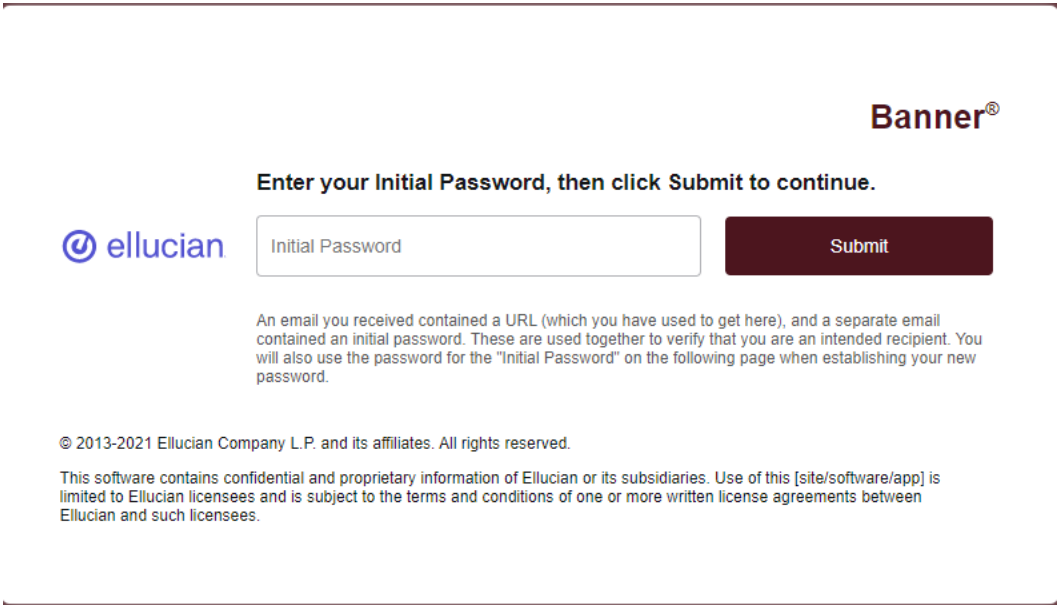 Banner®
Enter your Initial Password, then click Submit to continue.
ellucian
Initial Password
Submit
An email you received contained a URL (which you have used to get here), and a separate email
contained an initial password. These are used together to verify that you are an intended recipient. You
will also use the password for the "Initial Password" on the following page when establishing your new
password.
© 2013-2021 Ellucian Company L.P. and its affiliates. All rights reserved.
This software contains confidential and proprietary information of Ellucian or its subsidiaries. Use of this [site/software/app] is
limited to Ellucian licensees and is subject to the terms and conditions of one or more written license agreements between
Ellucian and such licensees.